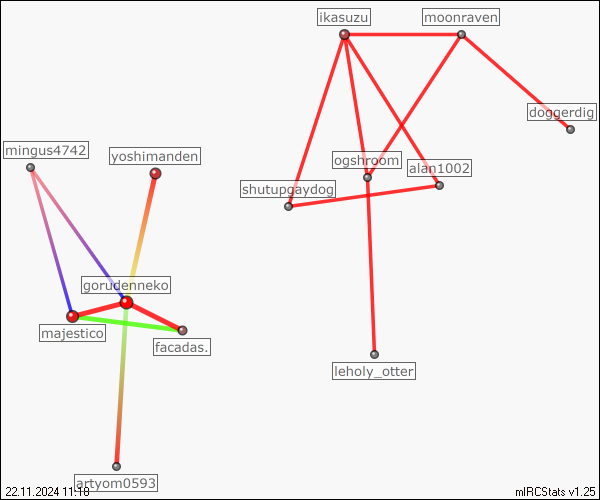 ikasuzu
moonraven
doggerdig
mingus4742
yoshimanden
ogshroom
alan1002
shutupgaydog
gorudenneko
majestico
facadas.
leholy_otter
artyom0593
22.11.2024 11:18
mIRCStats v1.25